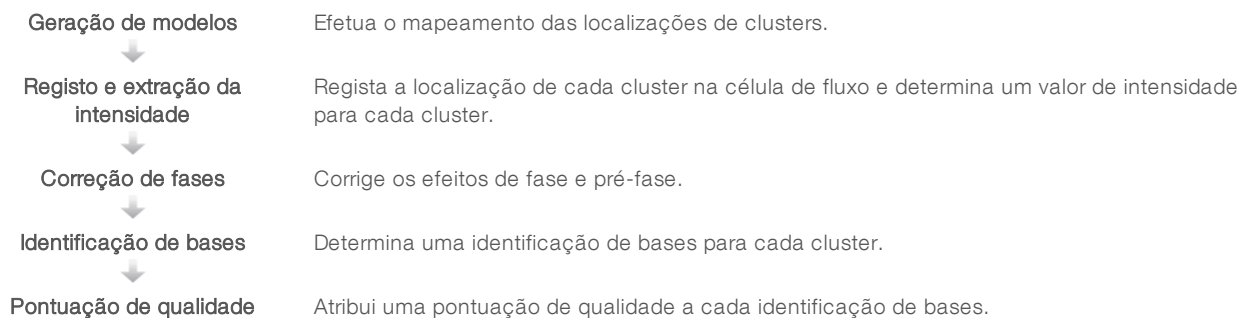 Geração de modelos
Efetua o mapeamento das localizações de clusters.
Registo e extração da
intensidade
Regista a localização de cada cluster na célula de fluxo e determina um valor de intensidade
para cada cluster.
Correção de fases
Corrige os efeitos de fase e pré-fase.
Identificação de bases
Determina uma identificação de bases para cada cluster.
Pontuação de qualidade
Atribui uma pontuação de qualidade a cada identificação de bases.